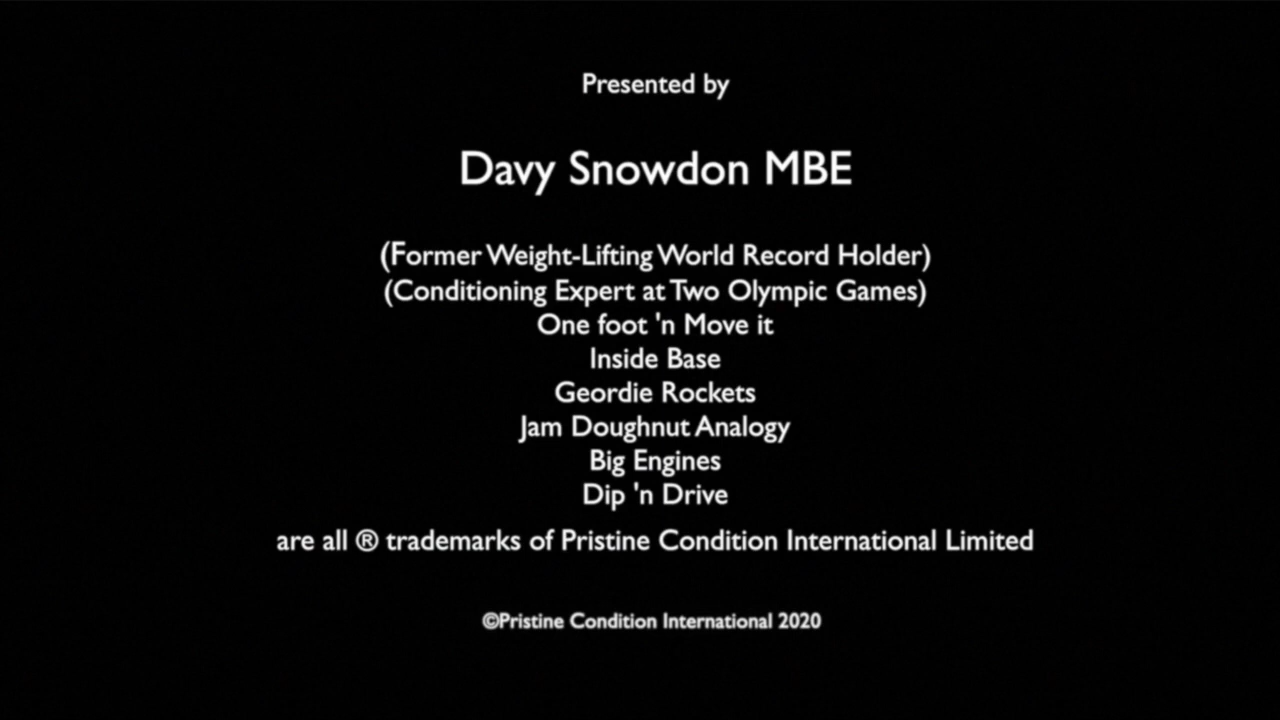 Presented by
Davy Snowdon MBE
(Former Weight-Lifting World Record Holder)
(Conditioning Expert at Two Olympic Games)
One foot 'n Move it
Inside Base
Geordie Rockets
Jam Doughnut Analogy
Big Engines
Dip 'n Drive
are all ® trademarks of Pristine Condition International Limited
©Pristine Condition International 2020